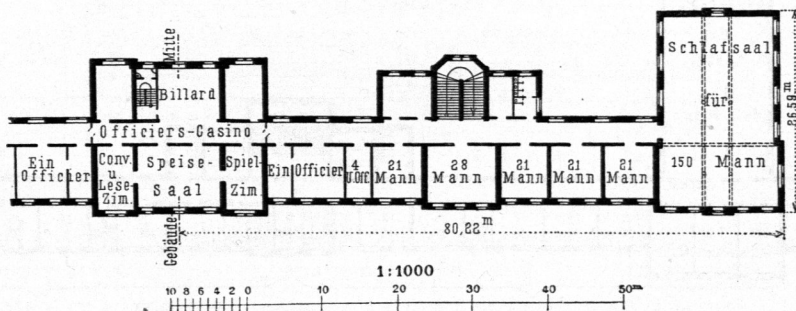 Mitte
Schlafsaal
Billard
für
26,59 m
Officiers-Casino
Ein Officier
Conv. u. Lese-Zim.
Speise-Saal
Spiel-Zim.
Ein Officier
4 U.Off.
21 Mann
28 Mann
21 Mann
21 Mann
21 Mann
150 Mann
Gebäude
80,22 m
1:1000
10 8 6 4 2 0 10 20 30 40 50m